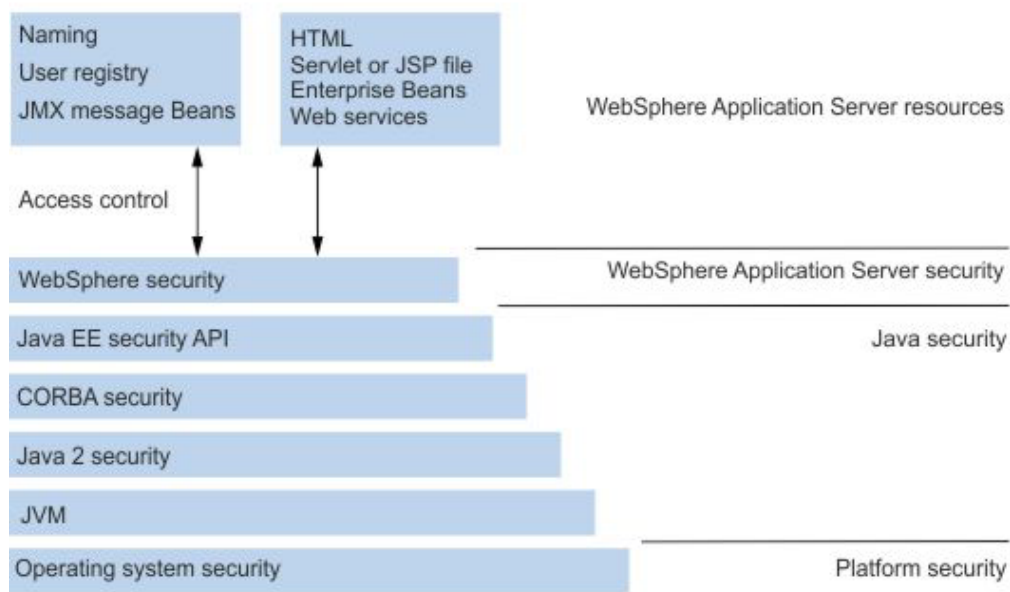 Naming
User registry
JMX message Beans
HTML
Servlet or JSP file
Enterprise Beans
Web services
WebSphere Application Server resources
Access control
WebSphere security
WebSphere Application Server security
Java EE security API
Java security
CORBA security
Java 2 security
JVM
Operating system security
Platform security